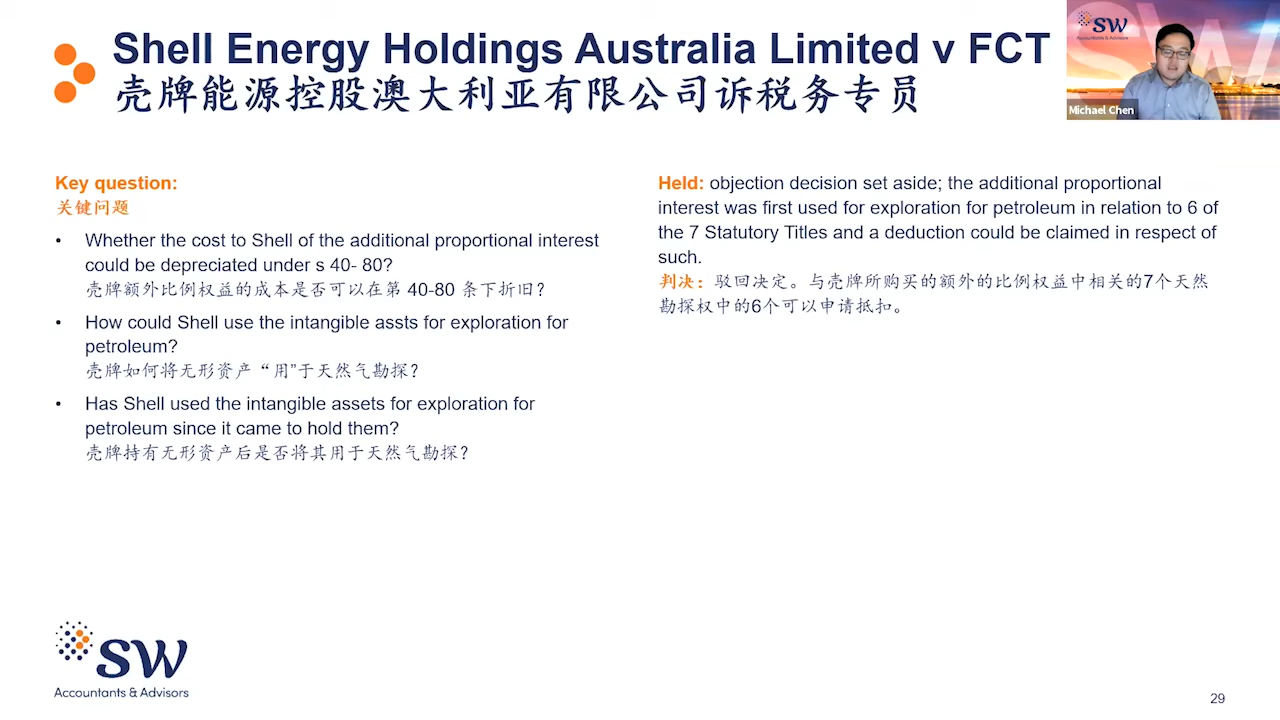 Shell Energy Holdings Australia Limited v FCT
壳牌能源控股澳大利亚有限公司诉税务专员
SW
Accountants & Advisors
Michael Chen
Key question:
关键问题
• Whether the cost to Shell of the additional proportional interest
could be depreciated under s 40- 80?
壳牌额外比例权益的成本是否可以在第 40-80 条下折旧？
• How could Shell use the intangible assts for exploration for
petroleum?
壳牌如何将无形资产“用”于天然气勘探？
• Has Shell used the intangible assets for exploration for
petroleum since it came to hold them?
壳牌持有无形资产后是否将其用于天然气勘探？
Held: objection decision set aside; the additional proportional
interest was first used for exploration for petroleum in relation to 6 of
the 7 Statutory Titles and a deduction could be claimed in respect of
such.
判决：驳回决定。与壳牌所购买的额外的比例权益中相关的7个天然
勘探权中的6个可以申请抵扣。
SW
Accountants & Advisors
29